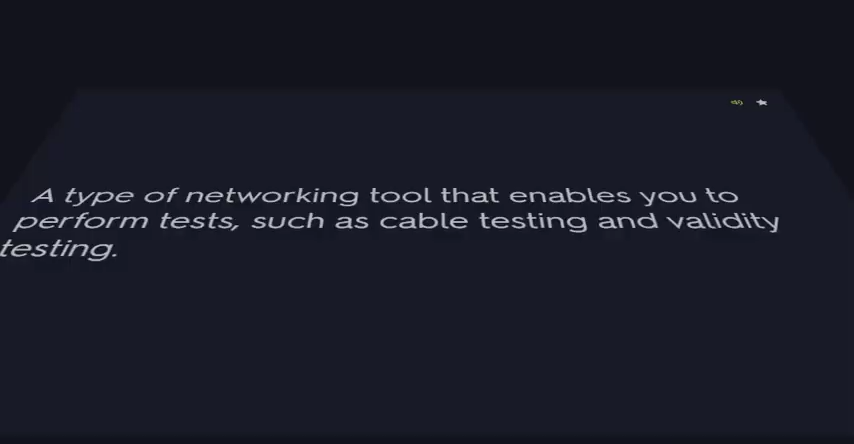 A type of networking tool that enables you to
perform tests, such as cable testing and validity
testing.